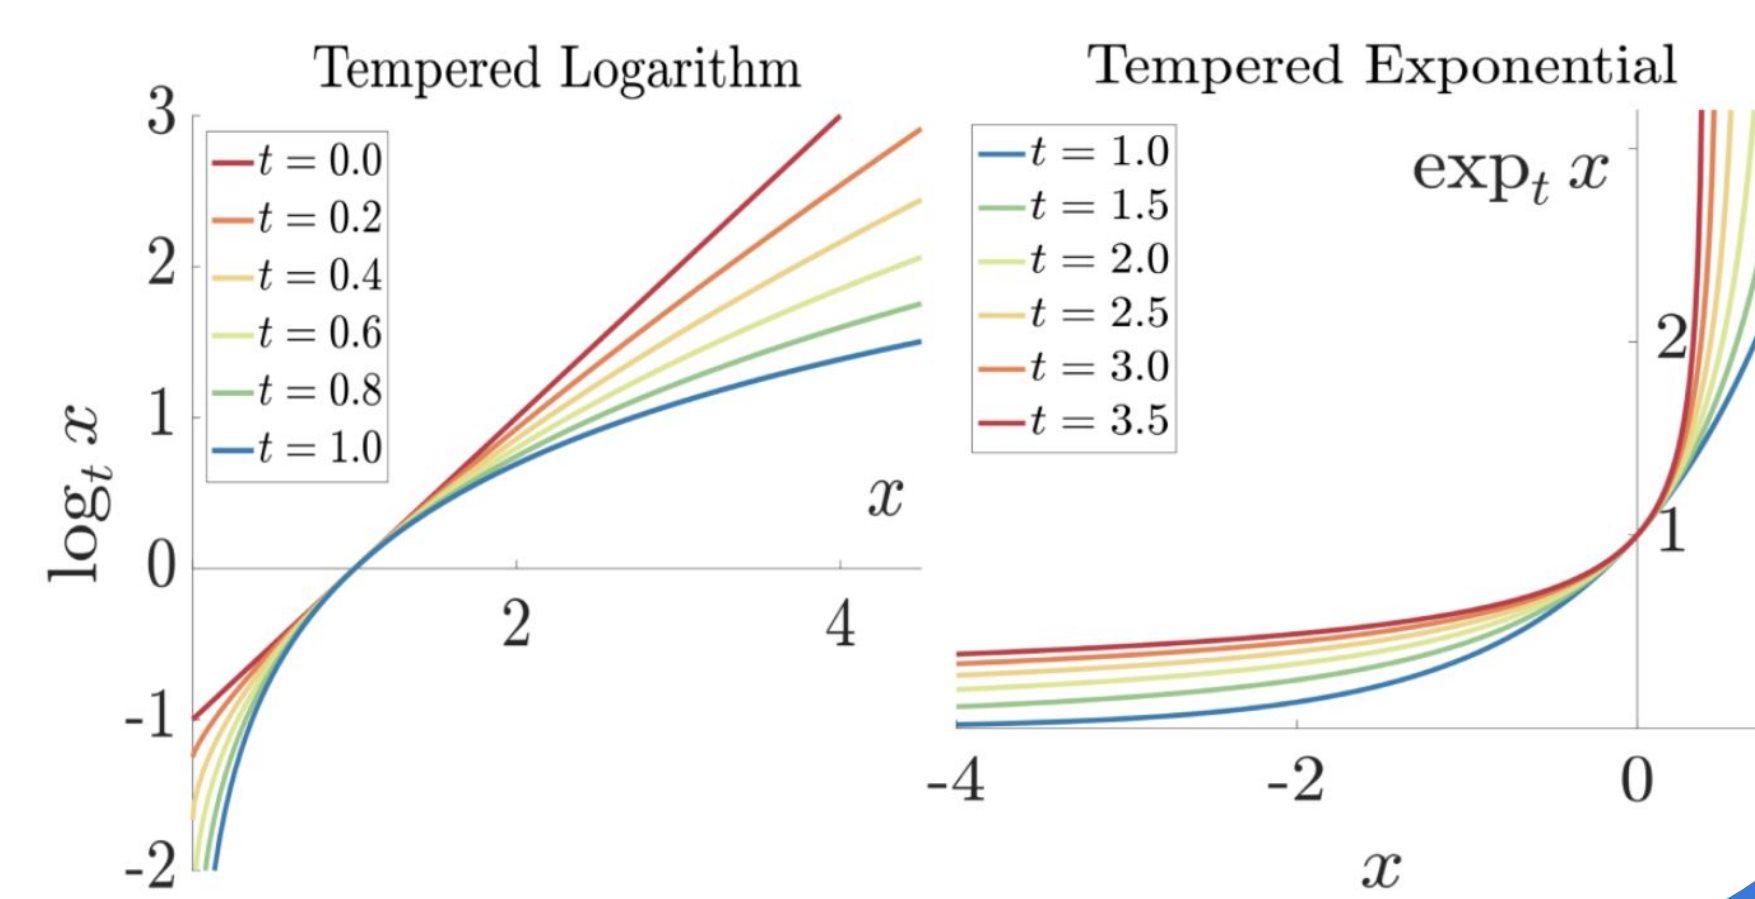 Tempered Logarithm
3
2
1
0
-1
-2
log_t x
t = 0.0
t = 0.2
t = 0.4
t = 0.6
t = 0.8
t = 1.0
x
2
4
Tempered Exponential
t = 1.0
t = 1.5
t = 2.0
t = 2.5
t = 3.0
t = 3.5
exp_t x
2
1
-4
-2
0
x